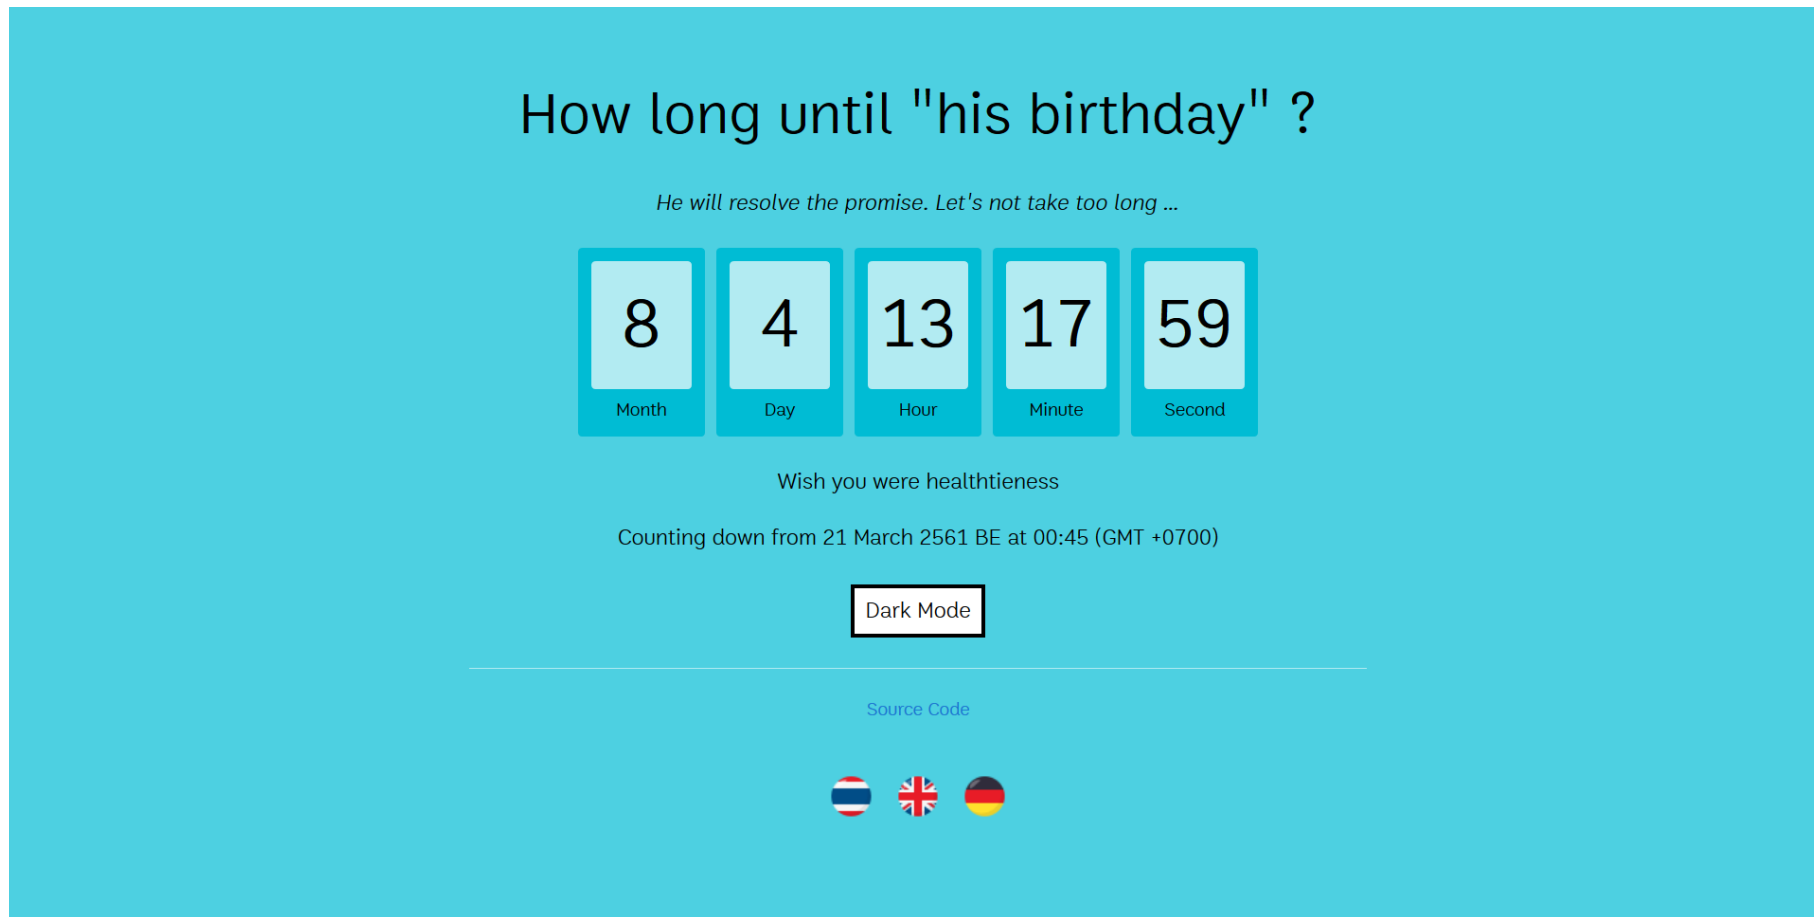 How long until "his birthday" ?
He will resolve the promise. Let's not take too long ...
8 4 13 17 59
Month Day Hour Minute Second
Wish you were healthtieness
Counting down from 21 March 2561 BE at 00:45 (GMT +0700)
Dark Mode
Source Code